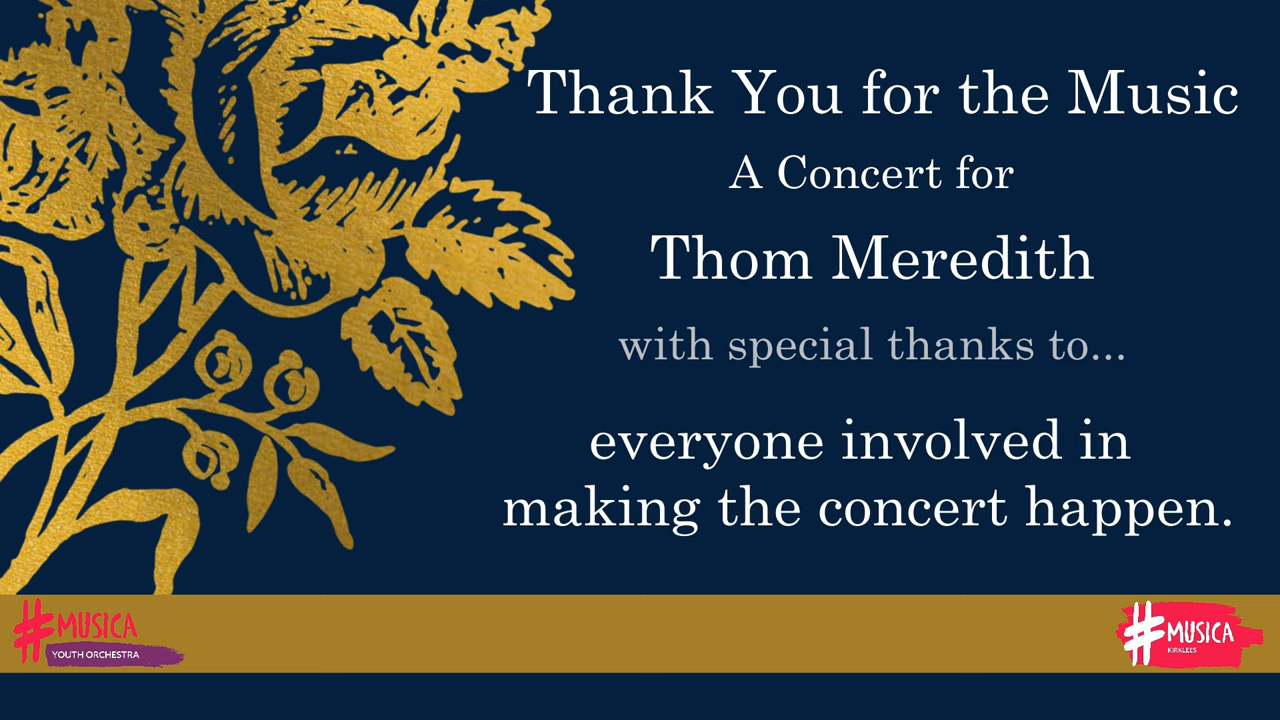 Thank You for the Music
A Concert for
Thom Meredith
with special thanks to...
everyone involved in
making the concert happen.
#MUSICA
YOUTH ORCHESTRA
#MUSICA
KIRKLEES